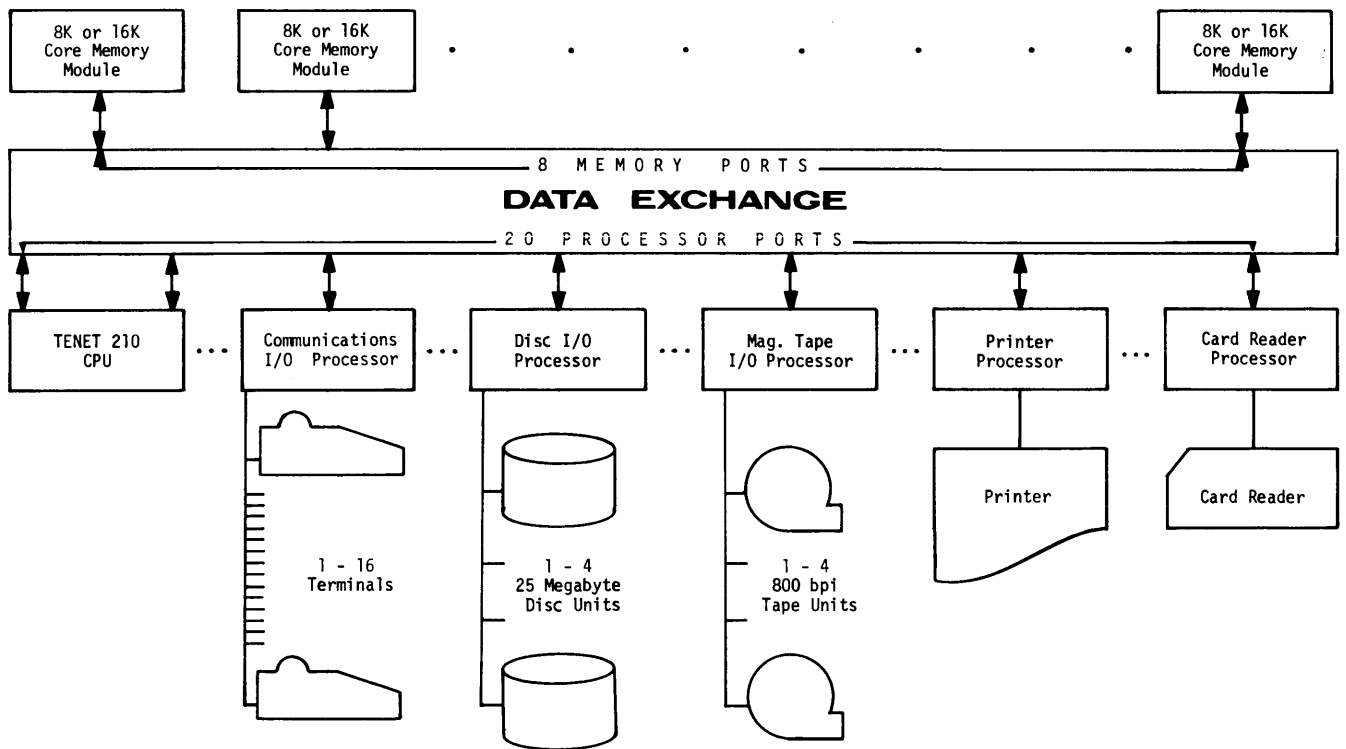 8K or 16K
Core Memory
Module
8K or 16K
Core Memory
Module
8K or 16K
Core Memory
Module
8 MEMORY PORTS
DATA EXCHANGE
20 PROCESSOR PORTS
TENET 210
CPU
...
Communications
I/O Processor
...
Disc I/O
Processor
...
Mag. Tape
I/O Processor
...
Printer
Processor
...
Card Reader
Processor
1 - 16
Terminals
1 - 4
25 Megabyte
Disc Units
1 - 4
800 bpi
Tape Units
Printer
Card Reader